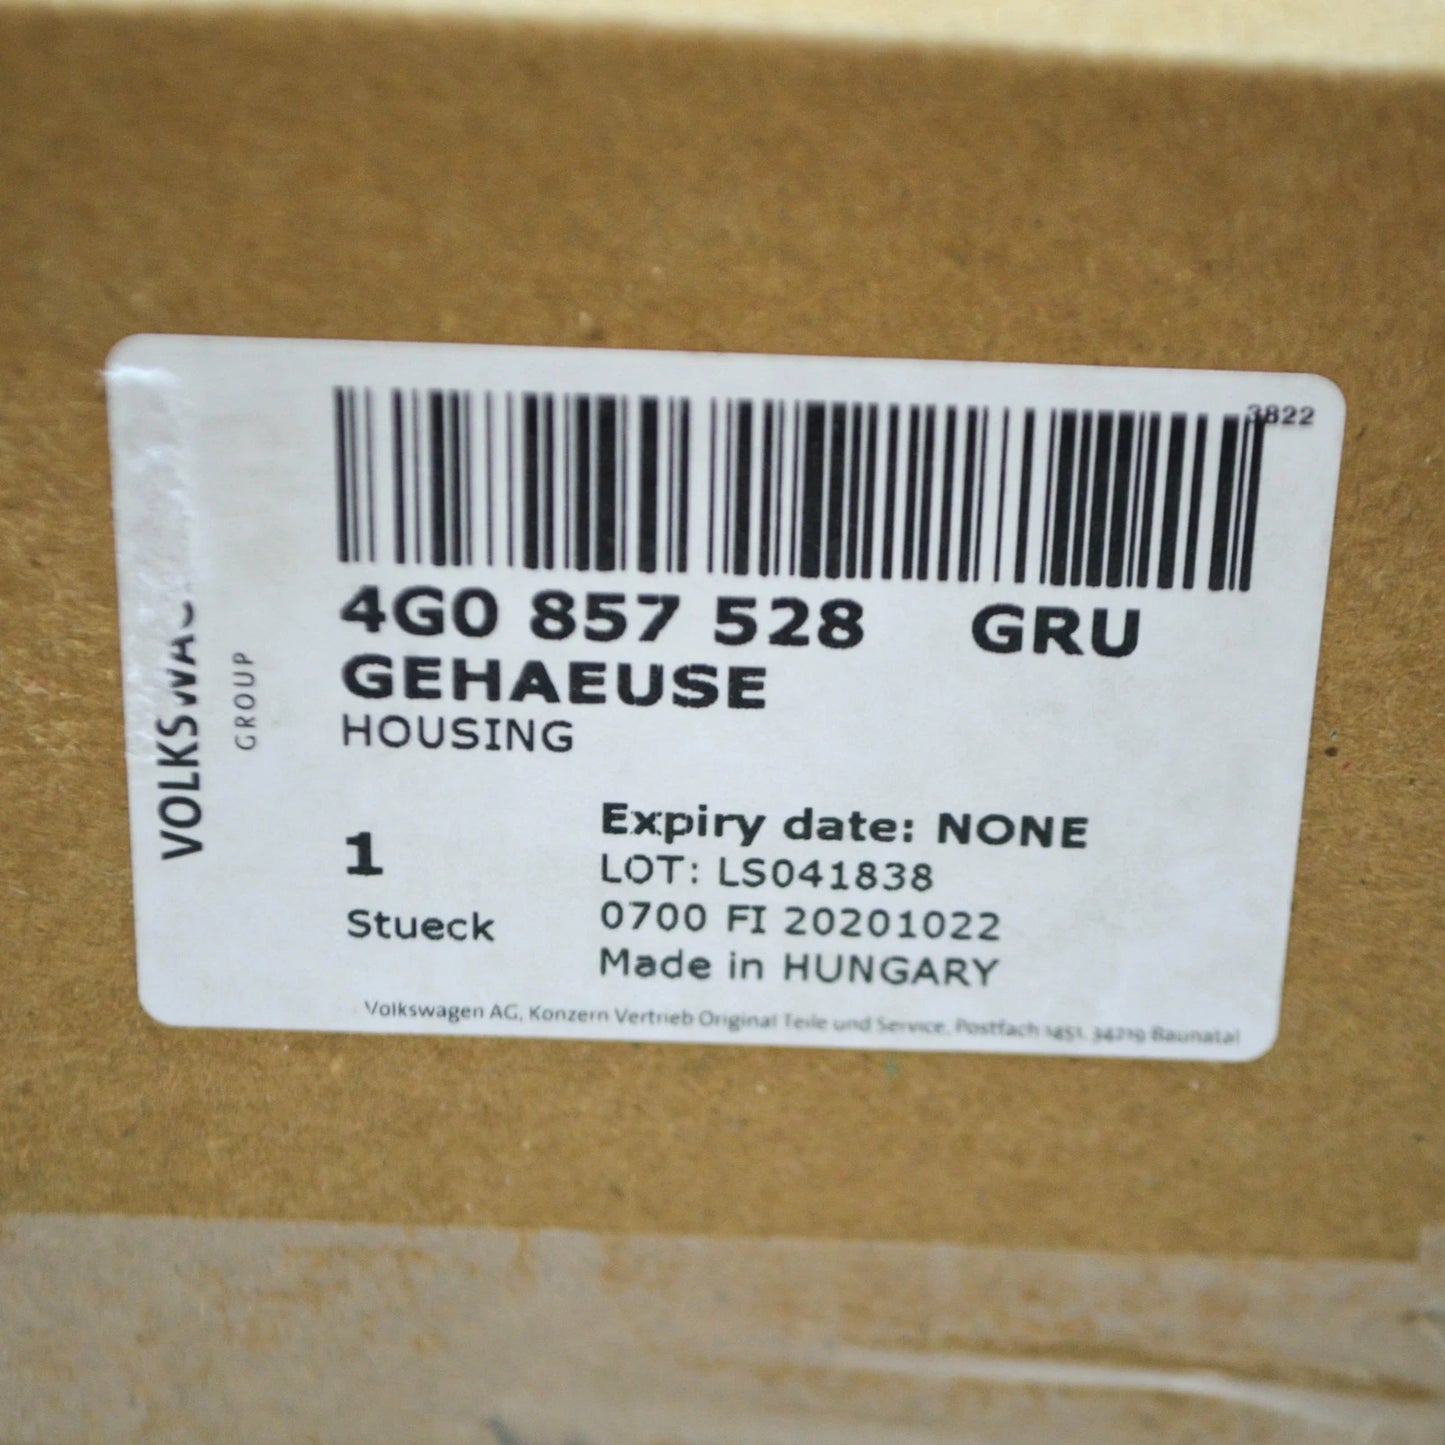 3822
4G0 857 528 GRU
GEHAEUSE
HOUSING
1
Stueck
Expiry date: NONE
LOT: LS041838
0700 FI 20201022
Made in HUNGARY
Volkswagen AG, Konzern Vertrieb Original Teile und Service, Postfach 1451, 34219 Baunatal
VOLKSWAG
GROUP